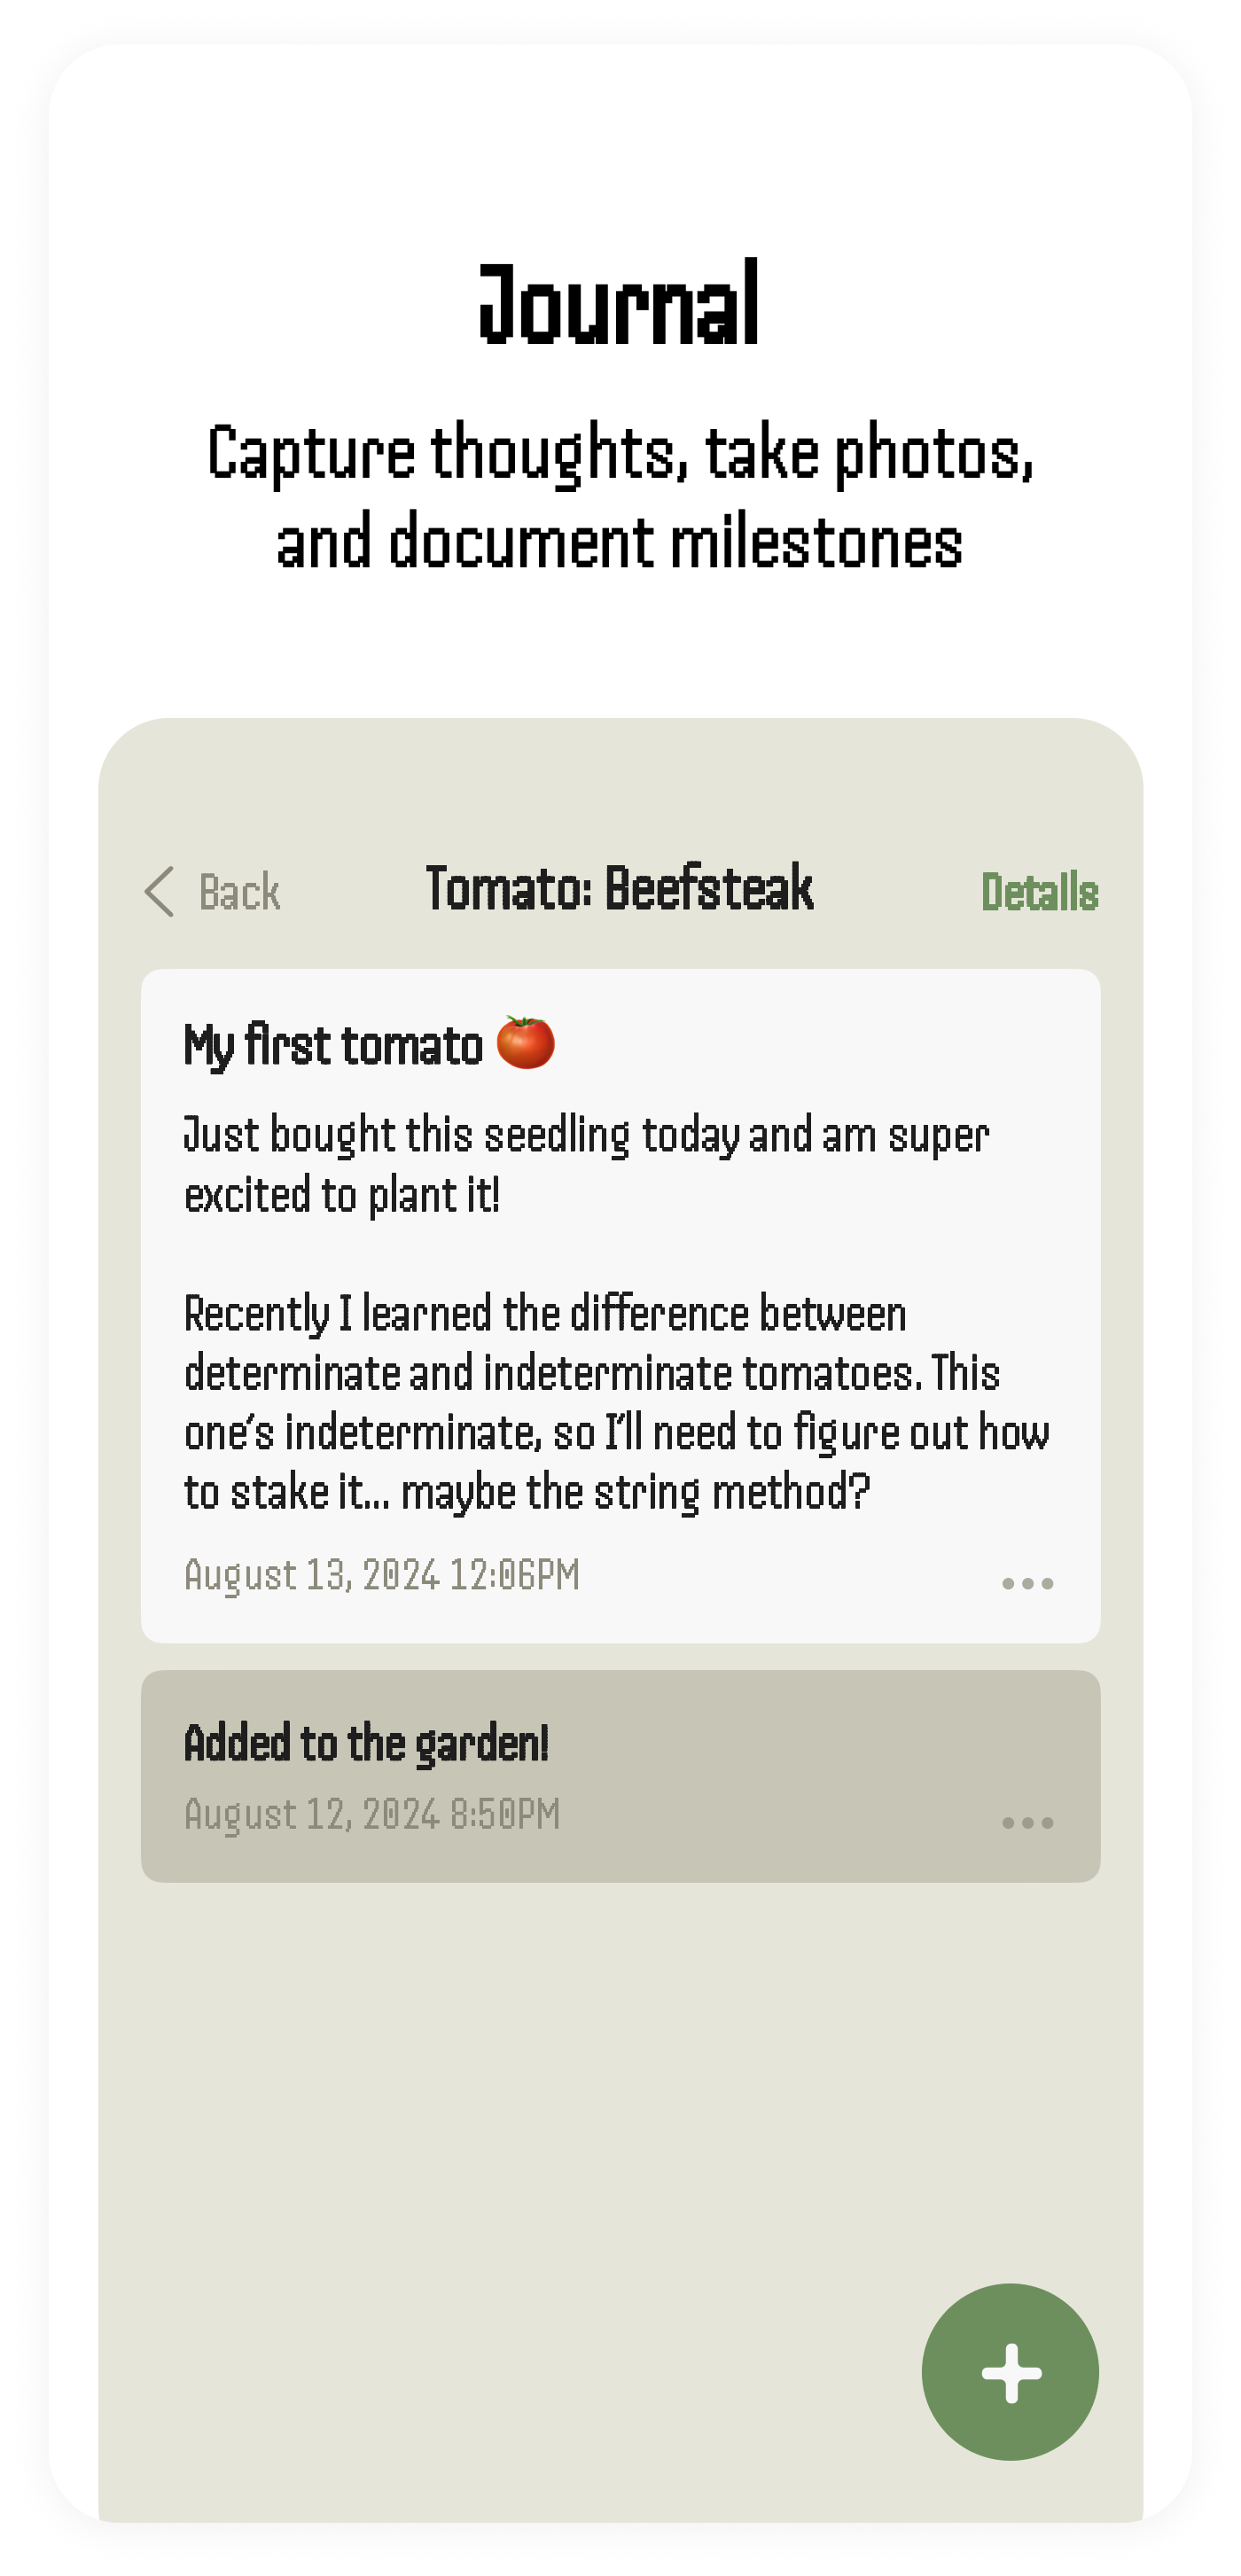 Journal
Capture thoughts, take photos,
and document milestones
Back
Tomato: Beefsteak
Details
My first tomato 🍅
Just bought this seedling today and am super
excited to plant it!
Recently I learned the difference between
determinate and indeterminate tomatoes. This
one's indeterminate, so I'll need to figure out how
to stake it... maybe the string method?
August 13, 2024 12:06PM
Added to the garden!
August 12, 2024 8:50PM